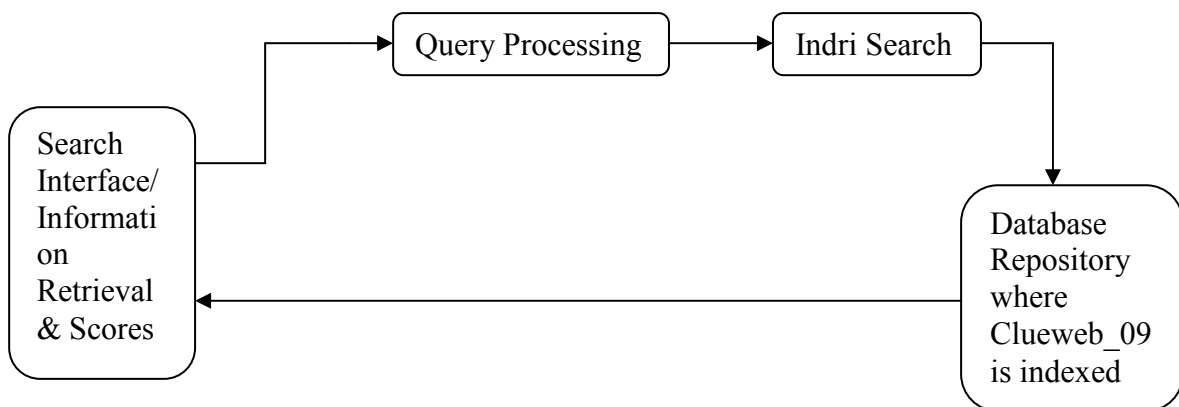 Query Processing
Indri Search
Search
Interface/
Informati
on
Retrieval
& Scores
Database
Repository
where
Clueweb_09
is indexed